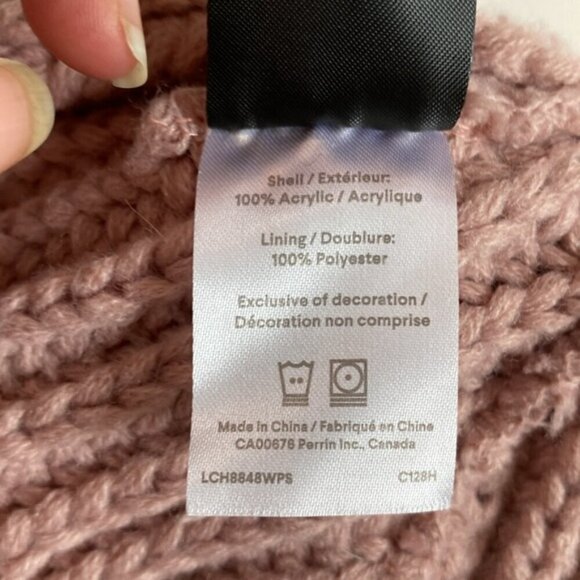 Shell / Extérieur:
100% Acrylic / Acrylique
Lining / Doublure:
100% Polyester
Exclusive of decoration /
Décoration non comprise
Made in China / Fabriqué en Chine
CA00676 Perrin Inc., Canada
LCH8848WPS C128H